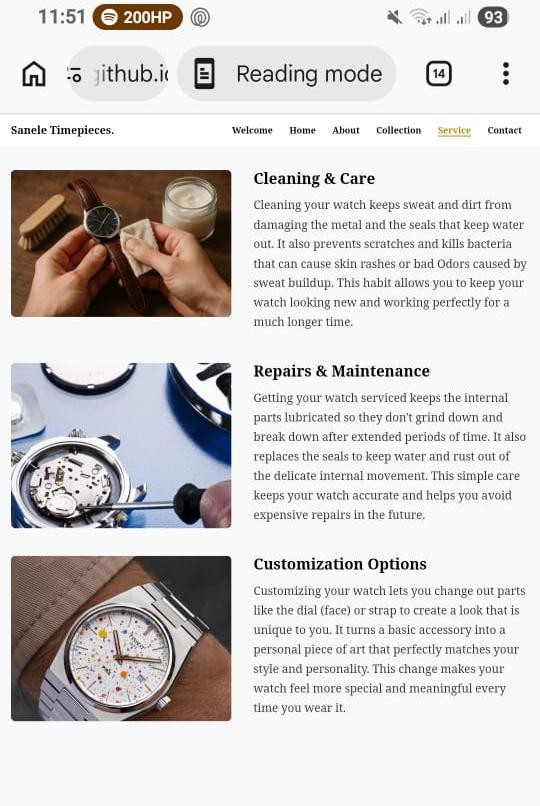 11:51 200HP 93
github.io Reading mode 14
Sanele Timepieces. Welcome Home About Collection Service Contact
Cleaning & Care
Cleaning your watch keeps sweat and dirt from
damaging the metal and the seals that keep water
out. It also prevents scratches and kills bacteria
that can cause skin rashes or bad Odors caused by
sweat buildup. This habit allows you to keep your
watch looking new and working perfectly for a
much longer time.
Repairs & Maintenance
Getting your watch serviced keeps the internal
parts lubricated so they don't grind down and
break down after extended periods of time. It also
replaces the seals to keep water and rust out of
the delicate internal movement. This simple care
keeps your watch accurate and helps you avoid
expensive repairs in the future.
Customization Options
Customizing your watch lets you change out parts
like the dial (face) or strap to create a look that is
unique to you. It turns a basic accessory into a
personal piece of art that perfectly matches your
style and personality. This change makes your
watch feel more special and meaningful every
time you wear it.